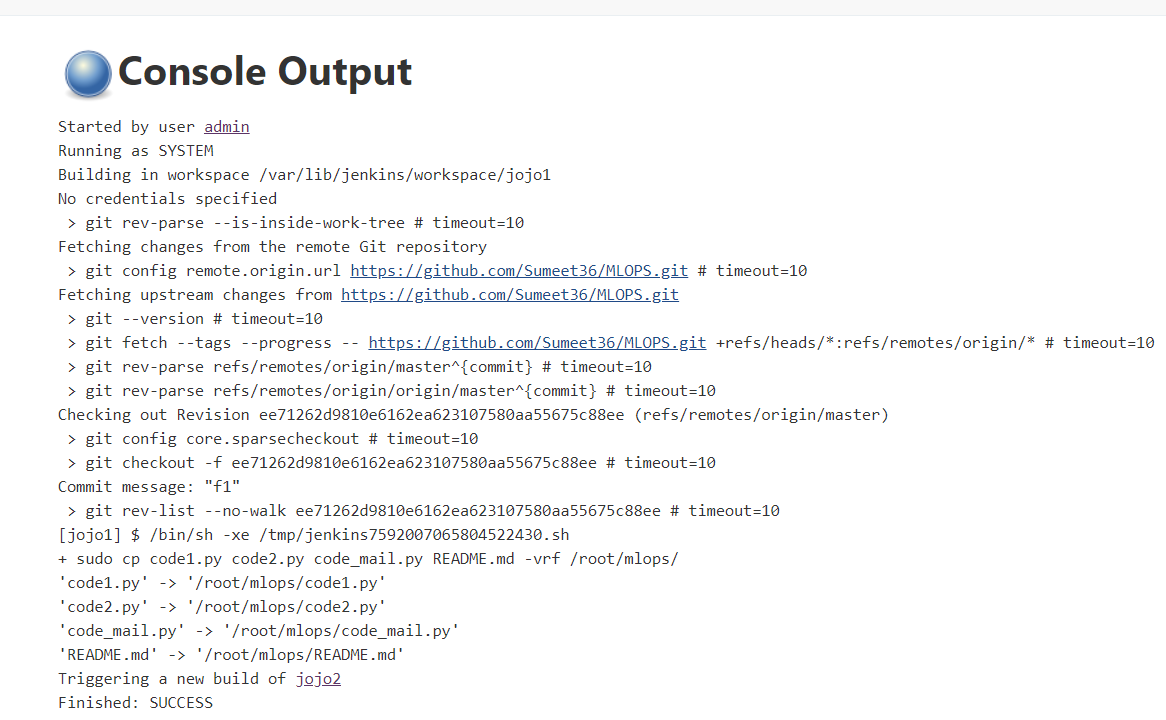 Console Output
Started by user admin
Running as SYSTEM
Building in workspace /var/lib/jenkins/workspace/jojo1
No credentials specified
 > git rev-parse --is-inside-work-tree # timeout=10
Fetching changes from the remote Git repository
 > git config remote.origin.url https://github.com/Sumeet36/MLOPS.git # timeout=10
Fetching upstream changes from https://github.com/Sumeet36/MLOPS.git
 > git --version # timeout=10
 > git fetch --tags --progress -- https://github.com/Sumeet36/MLOPS.git +refs/heads/*:refs/remotes/origin/* # timeout=10
 > git rev-parse refs/remotes/origin/master^{commit} # timeout=10
 > git rev-parse refs/remotes/origin/origin/master^{commit} # timeout=10
Checking out Revision ee71262d9810e6162ea623107580aa55675c88ee (refs/remotes/origin/master)
 > git config core.sparsecheckout # timeout=10
 > git checkout -f ee71262d9810e6162ea623107580aa55675c88ee # timeout=10
Commit message: "f1"
 > git rev-list --no-walk ee71262d9810e6162ea623107580aa55675c88ee # timeout=10
[jojo1] $ /bin/sh -xe /tmp/jenkins7592007065804522430.sh
+ sudo cp code1.py code2.py code_mail.py README.md -vrf /root/mlops/
'code1.py' -> '/root/mlops/code1.py'
'code2.py' -> '/root/mlops/code2.py'
'code_mail.py' -> '/root/mlops/code_mail.py'
'README.md' -> '/root/mlops/README.md'
Triggering a new build of jojo2
Finished: SUCCESS